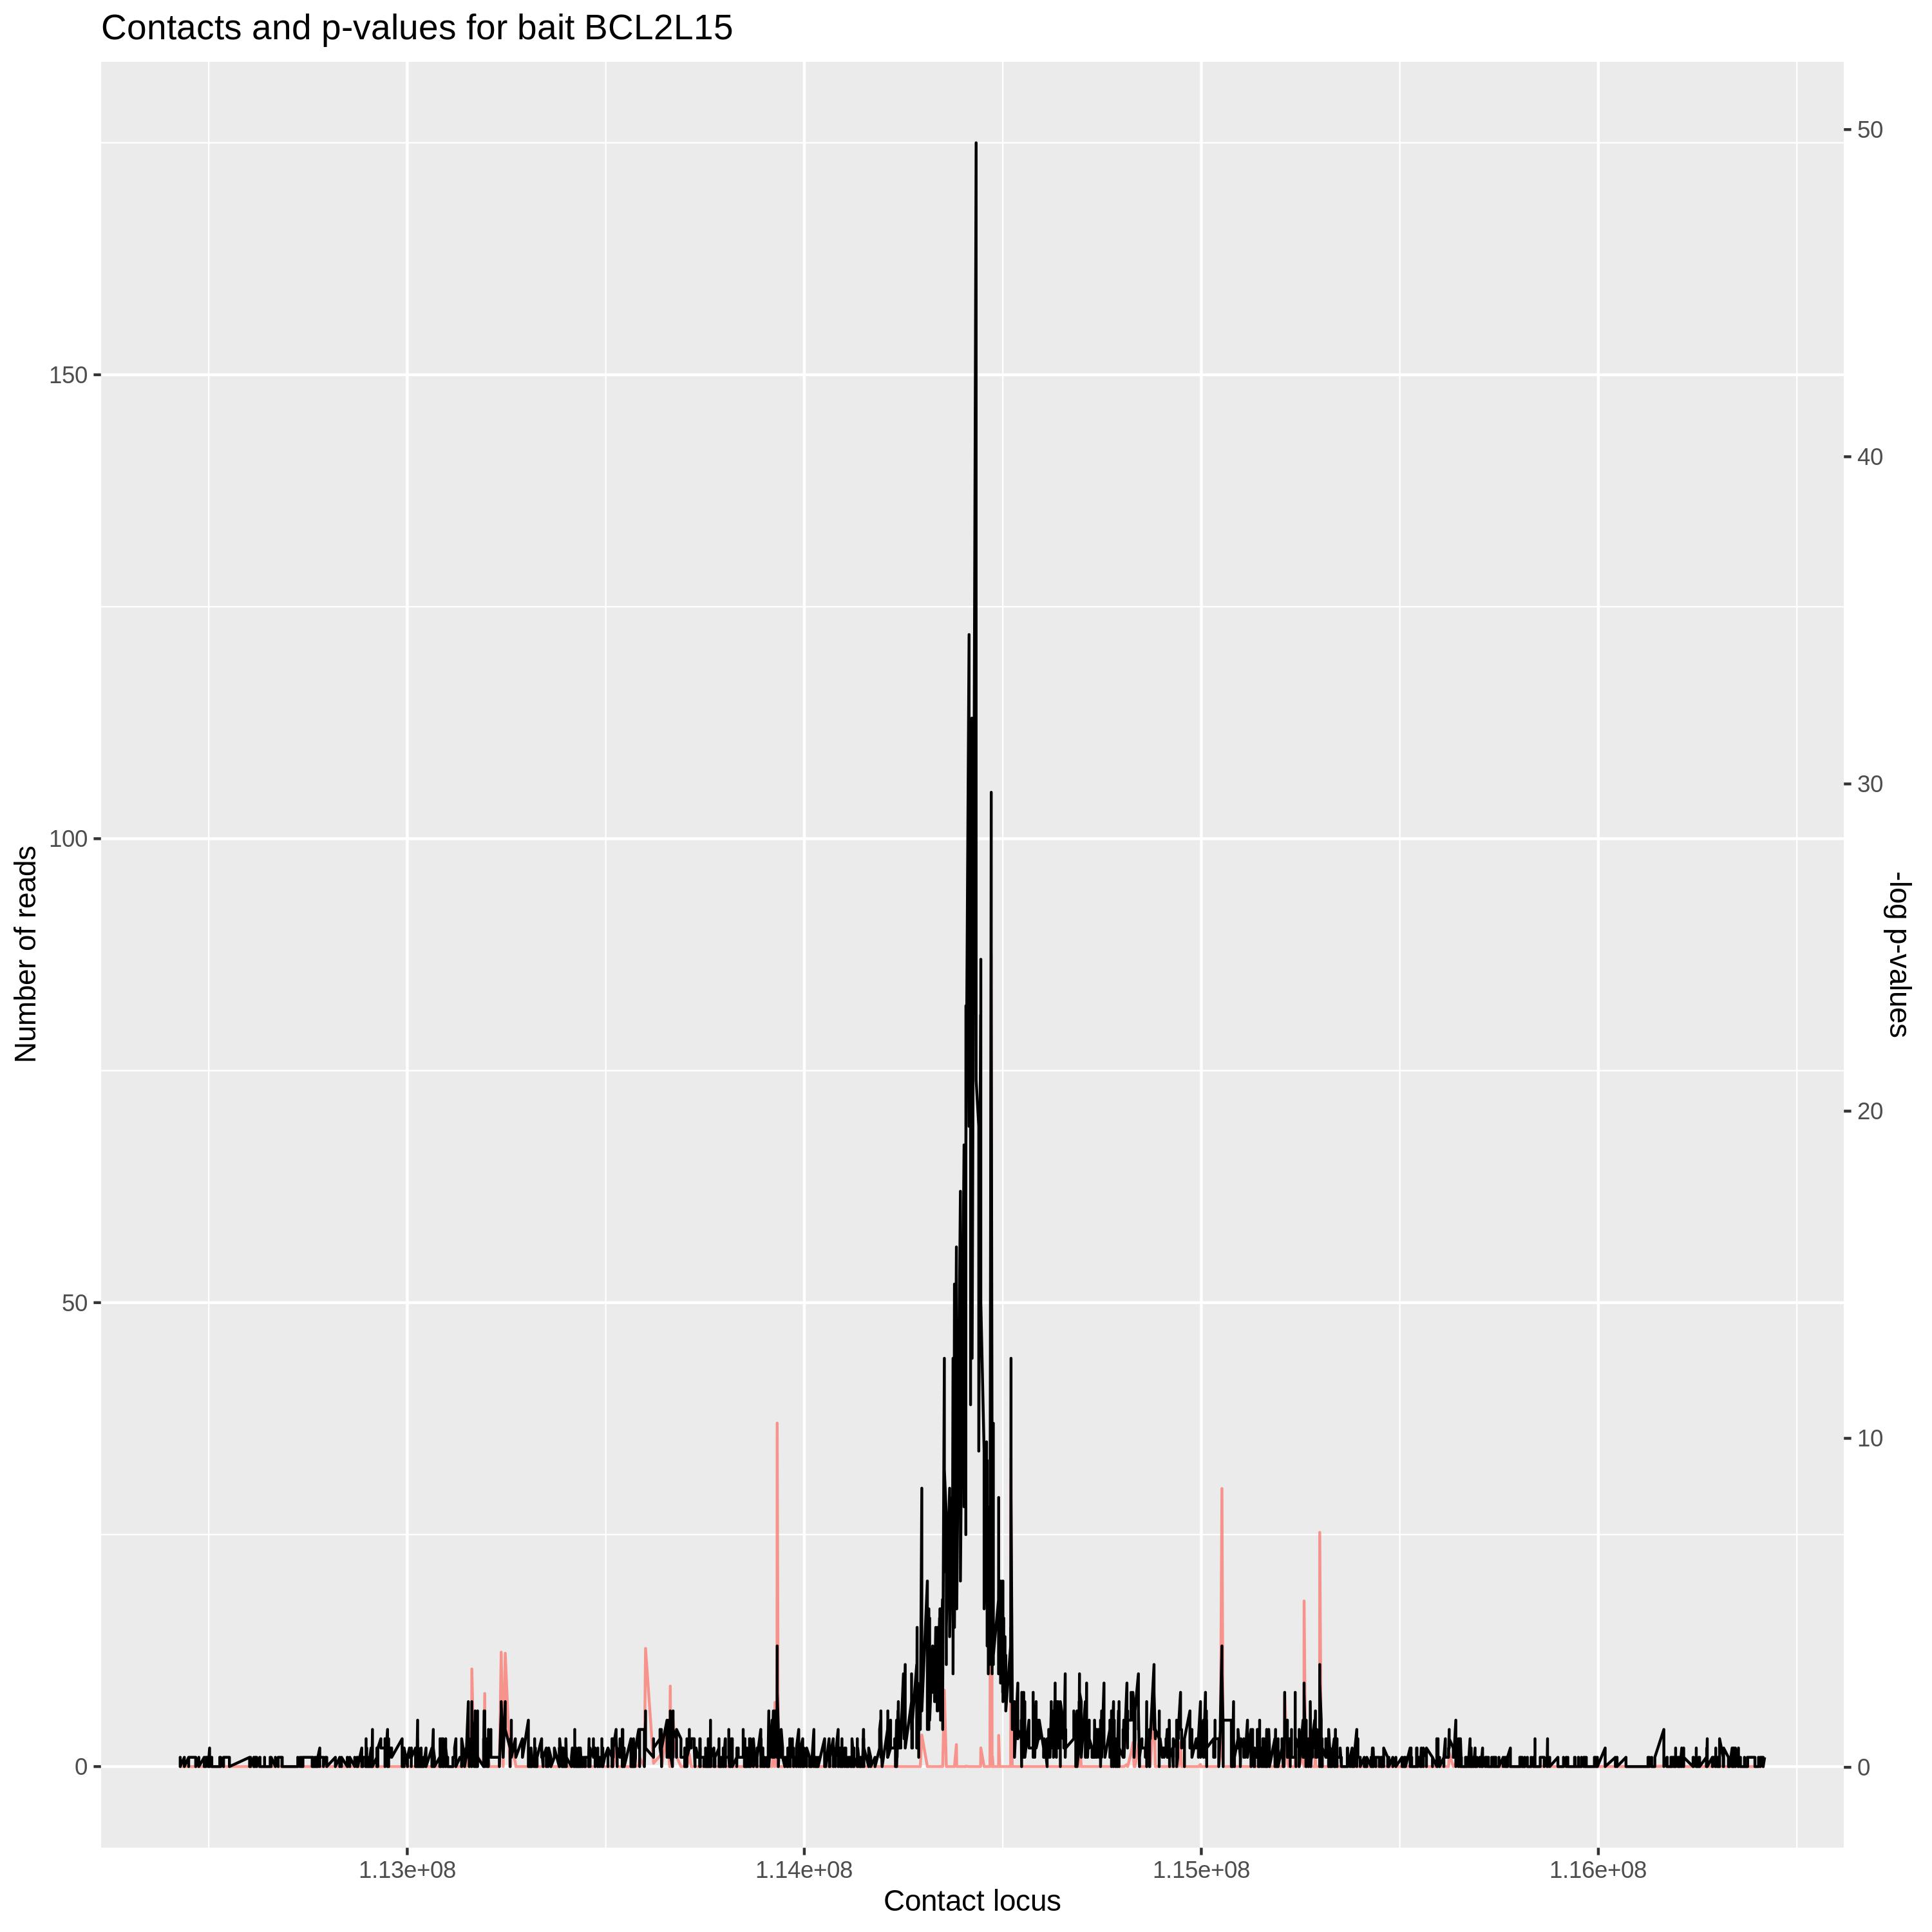 Contacts and p-values for bait BCL2L15
150
100
50
0
Number of reads
50
40
30
20
10
0
-log p-values
1.13e+08
1.14e+08
1.15e+08
1.16e+08
Contact locus